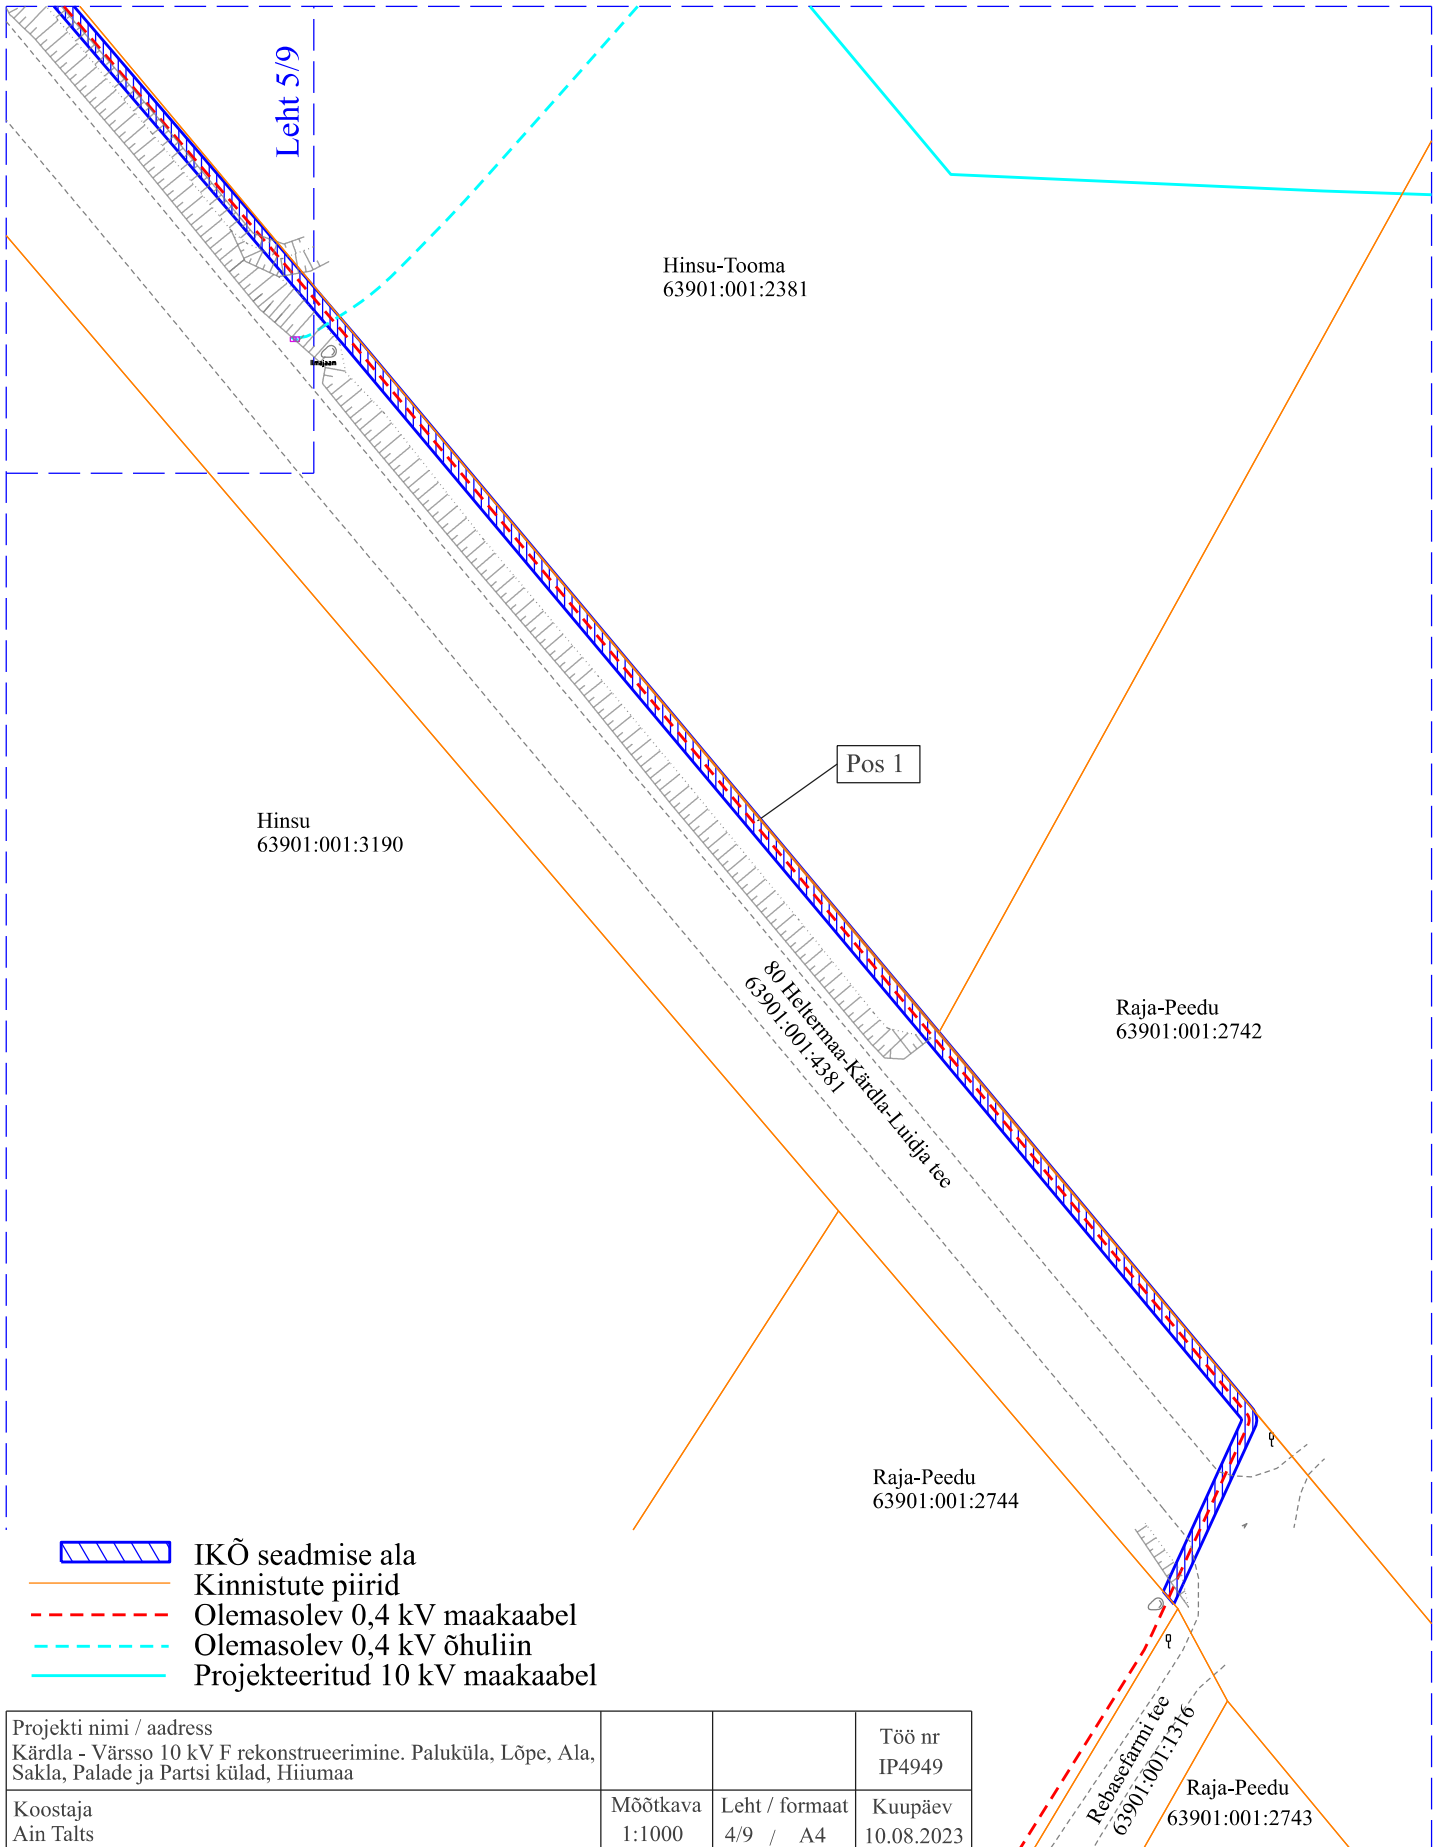 Leht 5/9
Hinsu-Tooma
63901:001:2381
Ilmajaam
Pos 1
Hinsu
63901:001:3190
80 Heltermaa-Kärdla-Luidja tee
63901:001:4381
Raja-Peedu
63901:001:2742
Raja-Peedu
63901:001:2744
IKÕ seadmise ala
Kinnistute piirid
Olemasolev 0,4 kV maakaabel
Olemasolev 0,4 kV õhuliin
Projekteeritud 10 kV maakaabel
Rebasefarmi tee
63901:001:1316
Raja-Peedu
63901:001:2743
Projekti nimi / aadress
Kärdla - Värsso 10 kV F rekonstrueerimine. Paluküla, Lõpe, Ala,
Sakla, Palade ja Partsi külad, Hiiumaa
Töö nr
IP4949
Koostaja
Ain Talts
Mõõtkava
1:1000
Leht / formaat
4/9 / A4
Kuupäev
10.08.2023